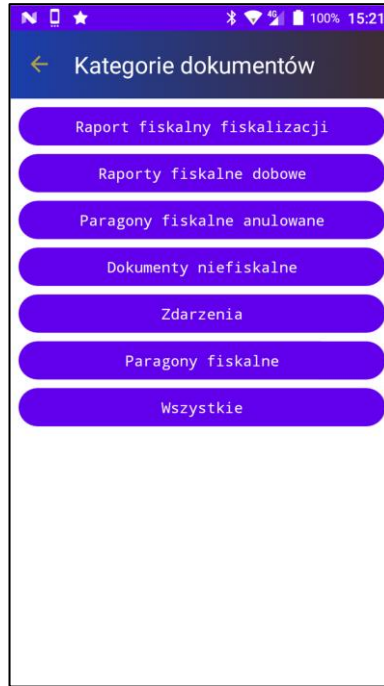 4G 100% 15:21
Kategorie dokumentów
Raport fiskalny fiskalizacji
Raporty fiskalne dobowe
Paragony fiskalne anulowane
Dokumenty niefiskalne
Zdarzenia
Paragony fiskalne
Wszystkie